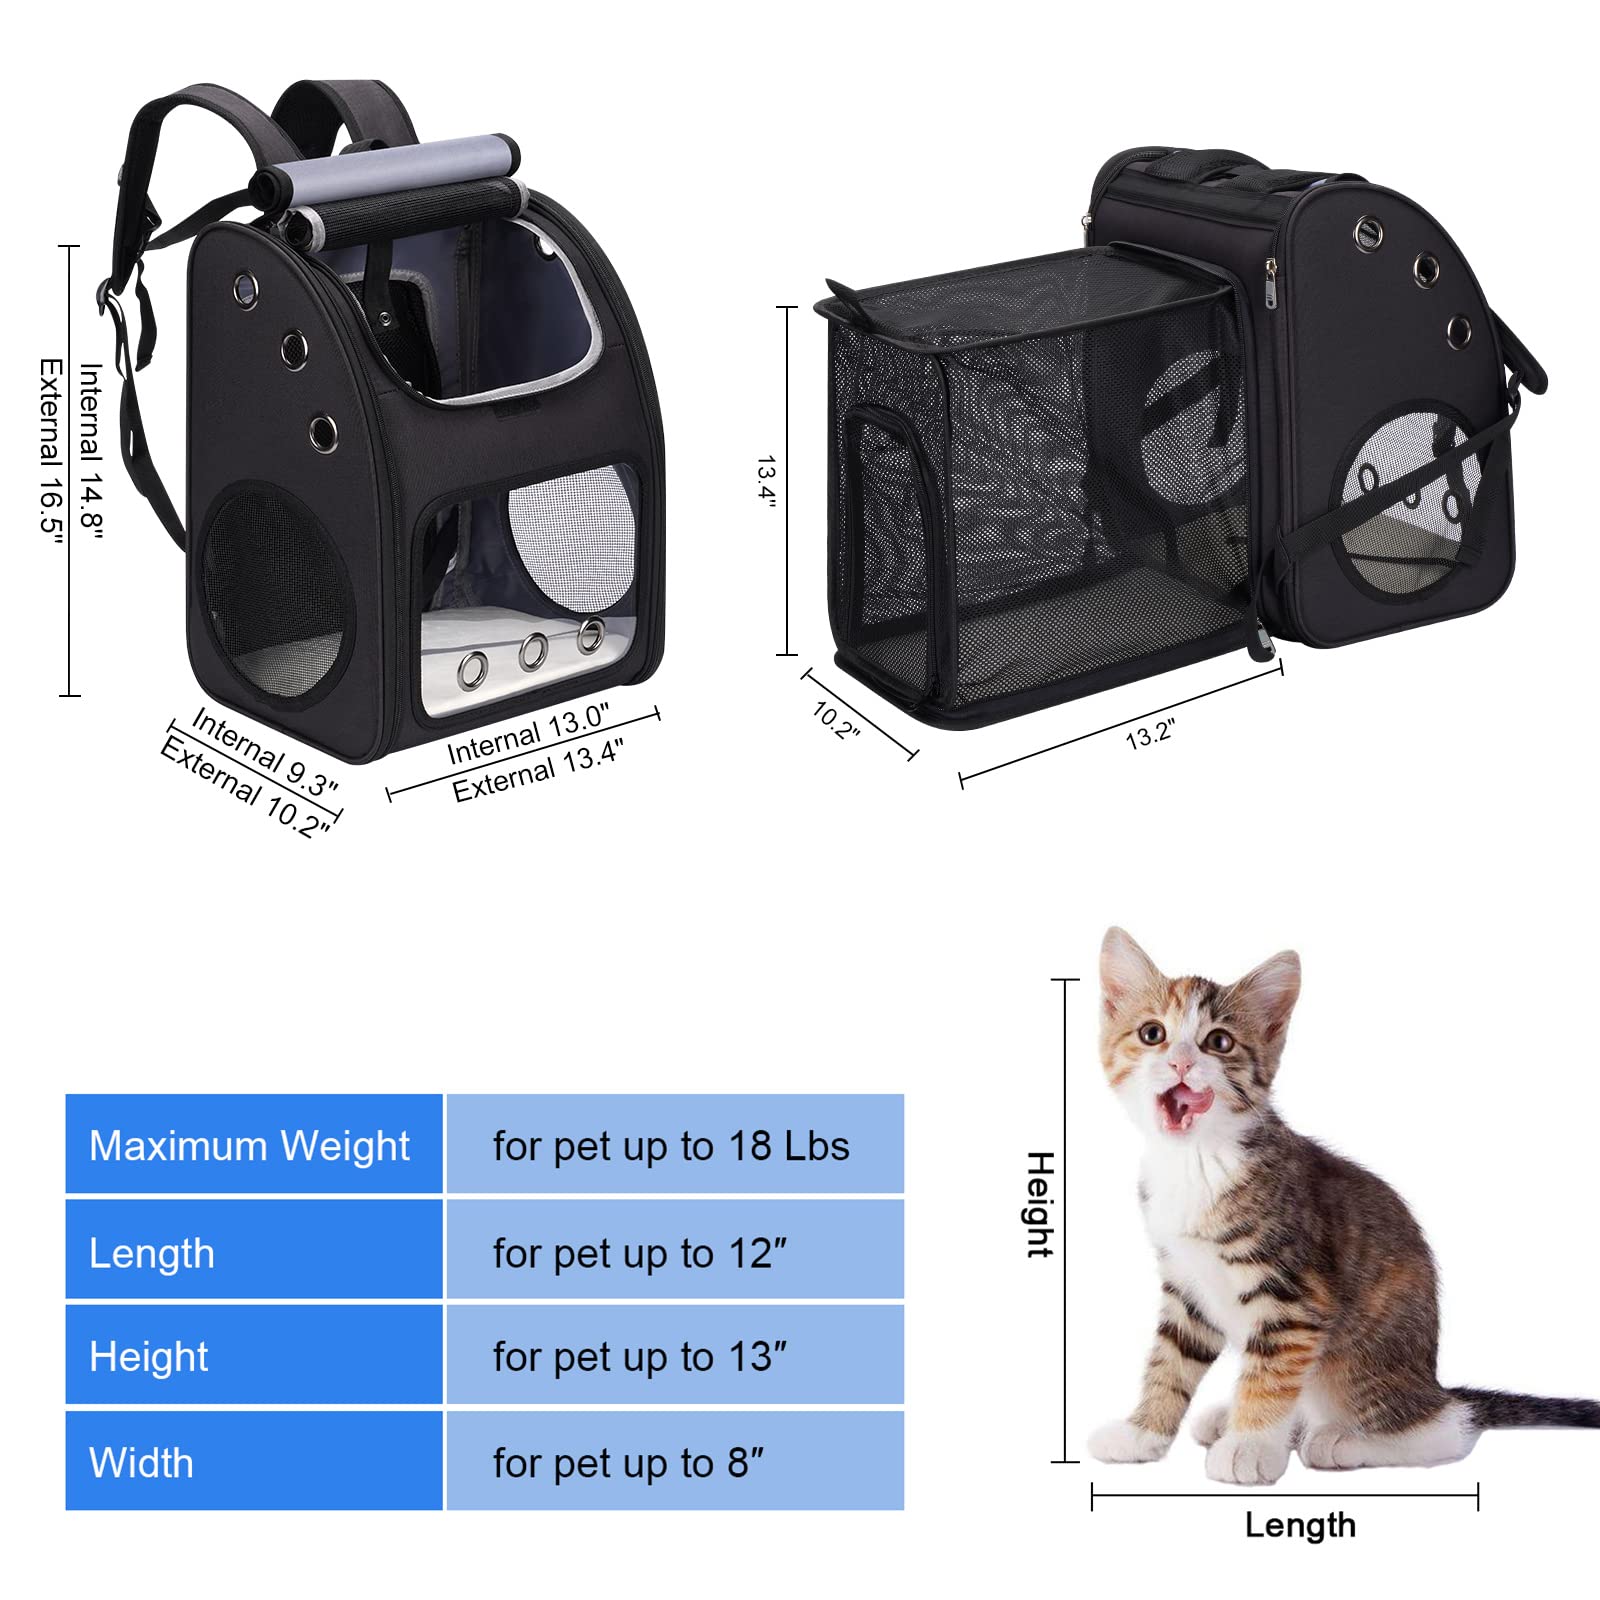 Internal 14.8"
External 16.5"
Internal 9.3"
External 10.2"
Internal 13.0"
External 13.4"
13.4"
10.2"
13.2"
Maximum Weight for pet up to 18 Lbs
Length for pet up to 12″
Height for pet up to 13″
Width for pet up to 8″
Height
Length